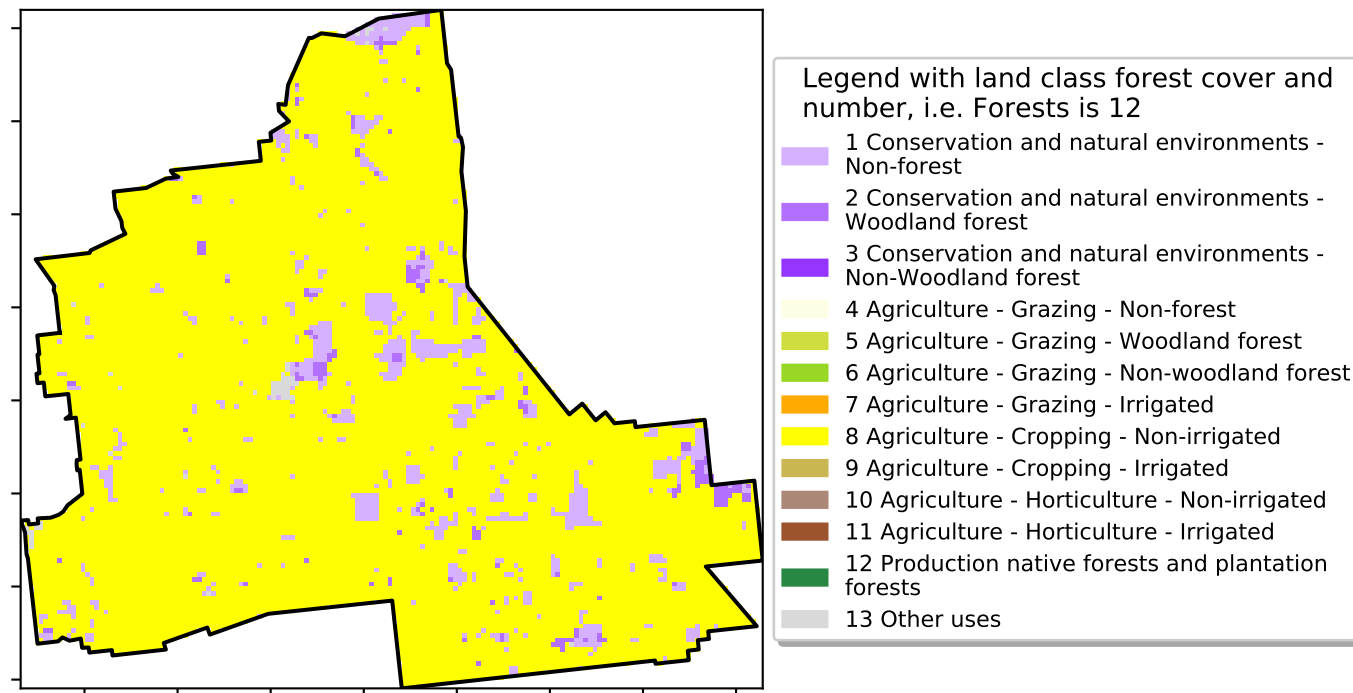 Legend with land class forest cover and
number, i.e. Forests is 12
1 Conservation and natural environments -
Non-forest
2 Conservation and natural environments -
Woodland forest
3 Conservation and natural environments -
Non-Woodland forest
4 Agriculture - Grazing - Non-forest
5 Agriculture - Grazing - Woodland forest
6 Agriculture - Grazing - Non-woodland forest
7 Agriculture - Grazing - Irrigated
8 Agriculture - Cropping - Non-irrigated
9 Agriculture - Cropping - Irrigated
10 Agriculture - Horticulture - Non-irrigated
11 Agriculture - Horticulture - Irrigated
12 Production native forests and plantation
forests
13 Other uses